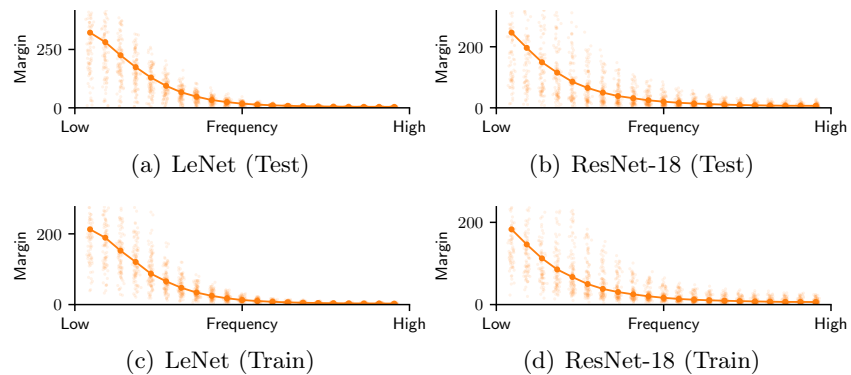 Margin
250
0
Low
Frequency
High
(a) LeNet (Test)
Margin
200
0
Low
Frequency
High
(b) ResNet-18 (Test)
Margin
200
0
Low
Frequency
High
(c) LeNet (Train)
Margin
200
0
Low
Frequency
High
(d) ResNet-18 (Train)